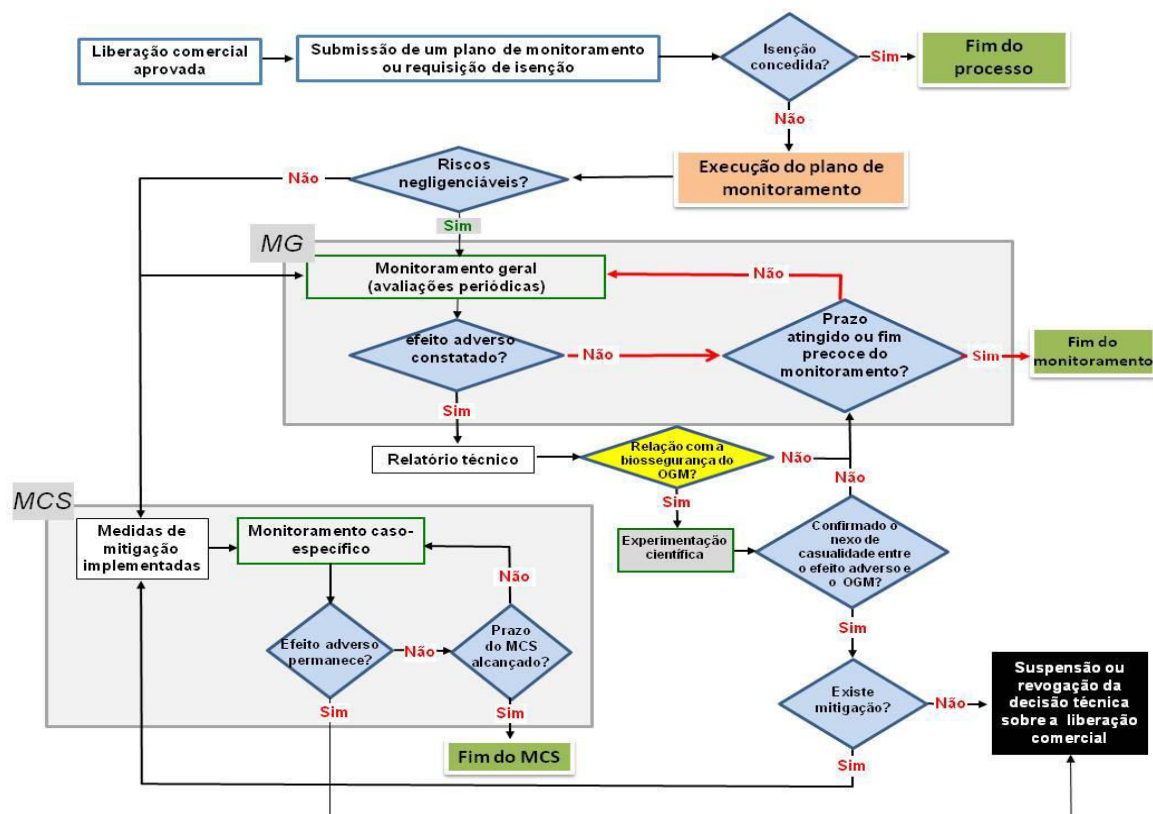 Liberação comercial
aprovada
Submissão de um plano de monitoramento
ou requisição de isenção
Isenção
concedida?
Sim
Fim do
processo
Não
Execução do plano de
monitoramento
Riscos
negligenciáveis?
Não
Sim
MG
Monitoramento geral
(avaliações periódicas)
Não
Prazo
atingido ou fim
precoce do
monitoramento?
efeito adverso
constatado?
Não
Sim
Fim do
monitoramento
Sim
Relatório técnico
Relação com a
biossegurança do
OGM?
Não
Não
Sim
Experimentação
científica
Confirmado o
nexo de
casualidade entre
o efeito adverso e
o OGM?
Sim
MCS
Medidas de
mitigação
implementadas
Monitoramento caso-
específico
Não
Efeito adverso
permanece?
Não
Prazo
do MCS
alcançado?
Sim
Sim
Fim do MCS
Existe
mitigação?
Não
Suspensão ou
revogação da
decisão técnica
sobre a liberação
comercial
Sim